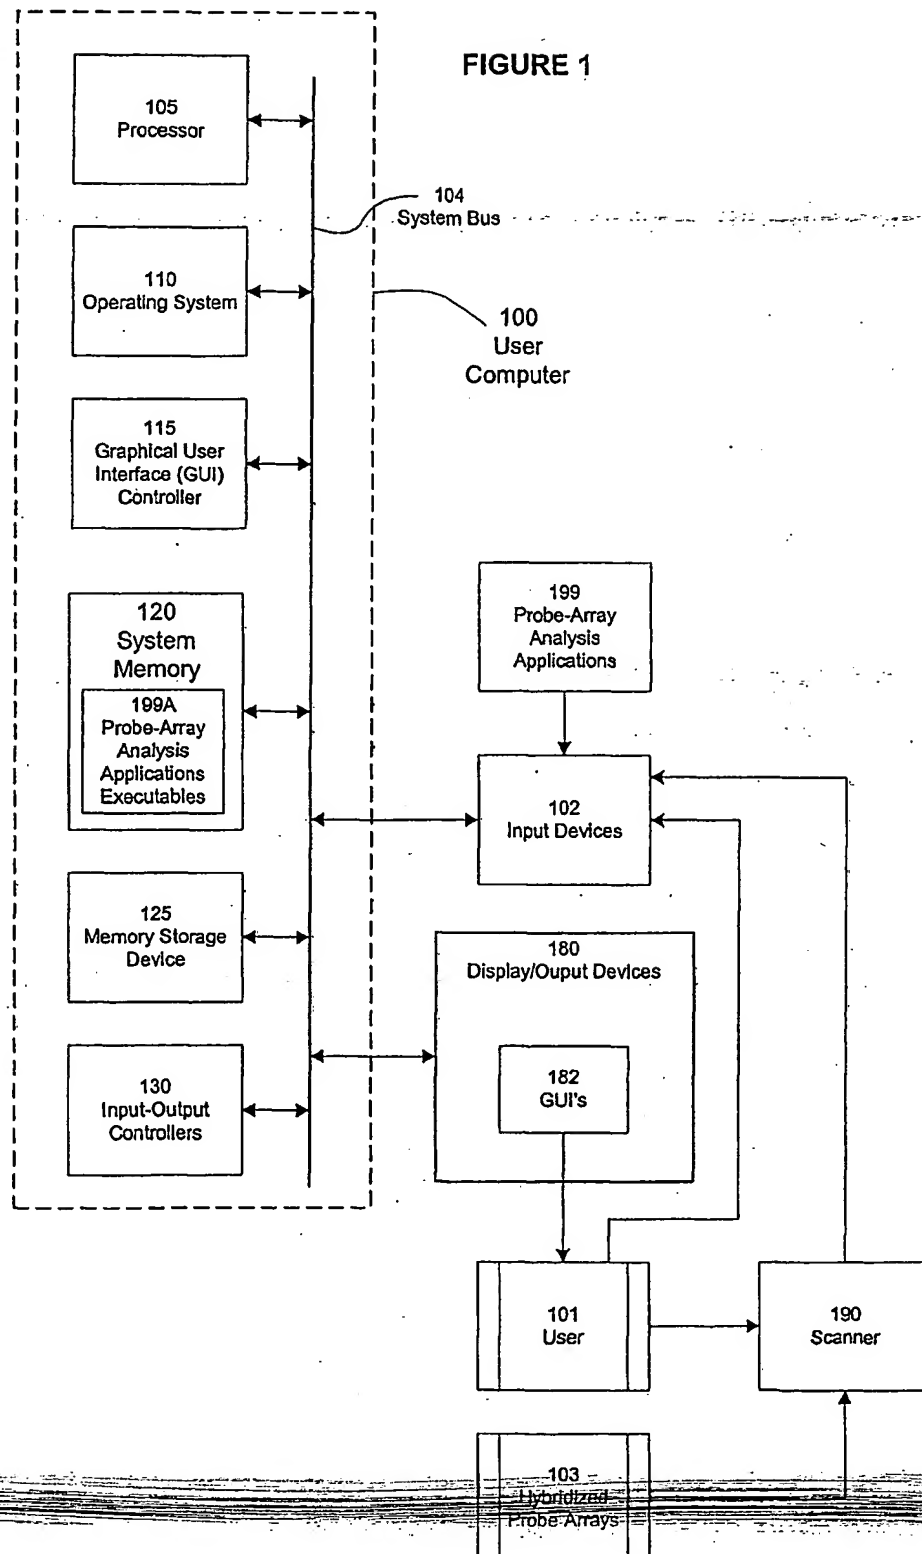 FIGURE 1
105
Processor
104
System Bus
110
Operating System
100
User
Computer
115
Graphical User
Interface (GUI)
Controller
120
System
Memory
199A
Probe-Array
Analysis
Applications
Executables
199
Probe-Array
Analysis
Applications
102
Input Devices
125
Memory Storage
Device
180
Display/Ouput Devices
182
GUI's
130
Input-Output
Controllers
101
User
190
Scanner
103
Hybridized
Probe Arrays